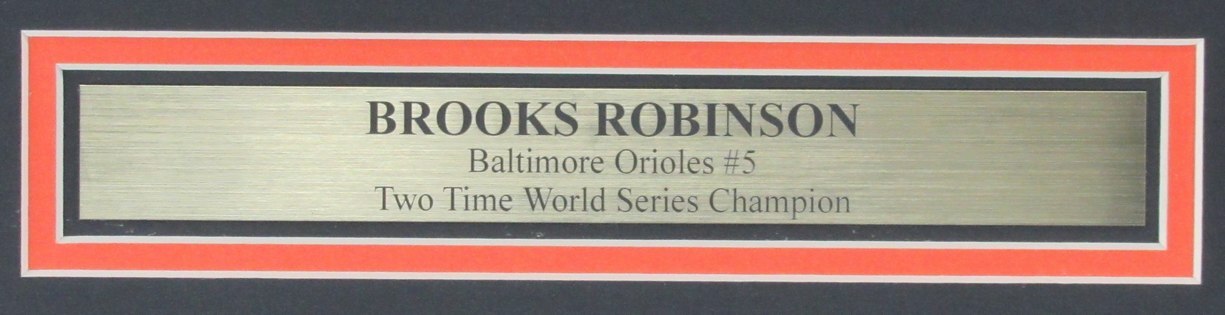 BROOKS ROBINSON
Baltimore Orioles #5
Two Time World Series Champion